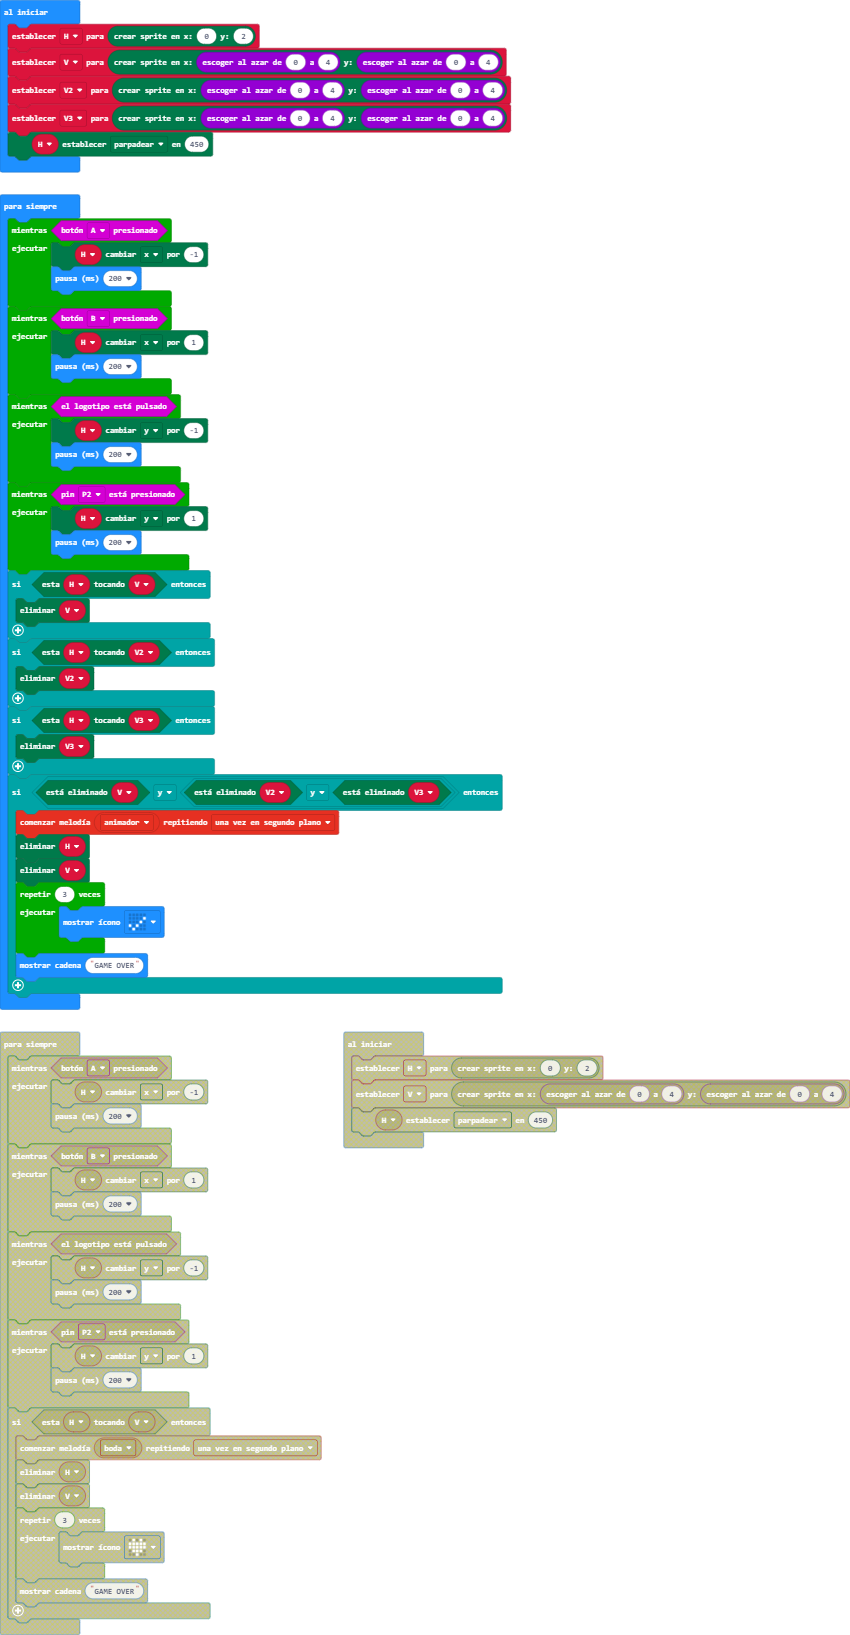 al iniciar
establecer H para crear sprite en x: 0 y: 2
establecer V para crear sprite en x: escoger al azar de 0 a 4 y: escoger al azar de 0 a 4
establecer V2 para crear sprite en x: escoger al azar de 0 a 4 y: escoger al azar de 0 a 4
establecer V3 para crear sprite en x: escoger al azar de 0 a 4 y: escoger al azar de 0 a 4
H establecer parpadear en 450
para siempre
mientras botón A presionado
ejecutar
H cambiar x por -1
pausa (ms) 200
mientras botón B presionado
ejecutar
H cambiar x por 1
pausa (ms) 200
mientras el logotipo está pulsado
ejecutar
H cambiar y por -1
pausa (ms) 200
mientras pin P2 está presionado
ejecutar
H cambiar y por 1
pausa (ms) 200
si esta H tocando V entonces
eliminar V
si esta H tocando V2 entonces
eliminar V2
si esta H tocando V3 entonces
eliminar V3
si está eliminado V y está eliminado V2 y está eliminado V3 entonces
comenzar melodía animador repitiendo una vez en segundo plano
eliminar H
eliminar V
repetir 3 veces
ejecutar
mostrar ícono
mostrar cadena "GAME OVER"
para siempre
mientras botón A presionado
ejecutar
H cambiar x por -1
pausa (ms) 200
mientras botón B presionado
ejecutar
H cambiar x por 1
pausa (ms) 200
mientras el logotipo está pulsado
ejecutar
H cambiar y por -1
pausa (ms) 200
mientras pin P2 está presionado
ejecutar
H cambiar y por 1
pausa (ms) 200
si esta H tocando V entonces
comenzar melodía boda repitiendo una vez en segundo plano
eliminar H
eliminar V
repetir 3 veces
ejecutar
mostrar ícono
mostrar cadena "GAME OVER"
al iniciar
establecer H para crear sprite en x: 0 y: 2
establecer V para crear sprite en x: escoger al azar de 0 a 4 y: escoger al azar de 0 a 4
H establecer parpadear en 450